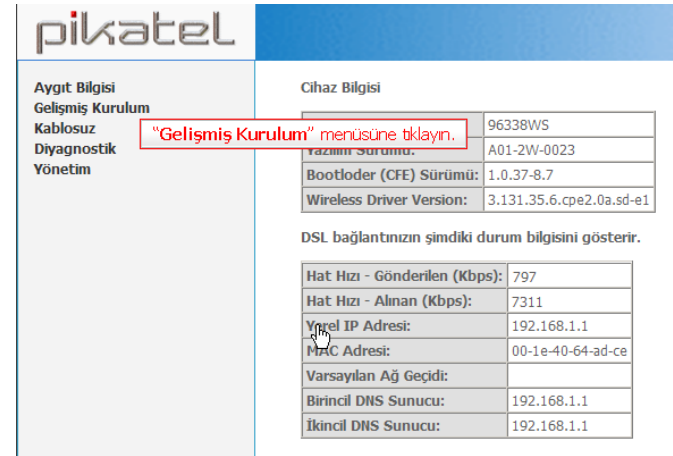 pikatel
Aygıt Bilgisi
Gelişmiş Kurulum
Kablosuz
Diyagnostik
Yönetim
"Gelişmiş Kurulum" menüsüne tıklayın.
Cihaz Bilgisi
96338WS
Yazılım Sürümü: A01-2W-0023
Bootloder (CFE) Sürümü: 1.0.37-8.7
Wireless Driver Version: 3.131.35.6.cpe2.0a.sd-e1
DSL bağlantınızın şimdiki durum bilgisini gösterir.
Hat Hızı - Gönderilen (Kbps): 797
Hat Hızı - Alınan (Kbps): 7311
Yerel IP Adresi: 192.168.1.1
MAC Adresi: 00-1e-40-64-ad-ce
Varsayılan Ağ Geçidi:
Birincil DNS Sunucu: 192.168.1.1
İkincil DNS Sunucu: 192.168.1.1